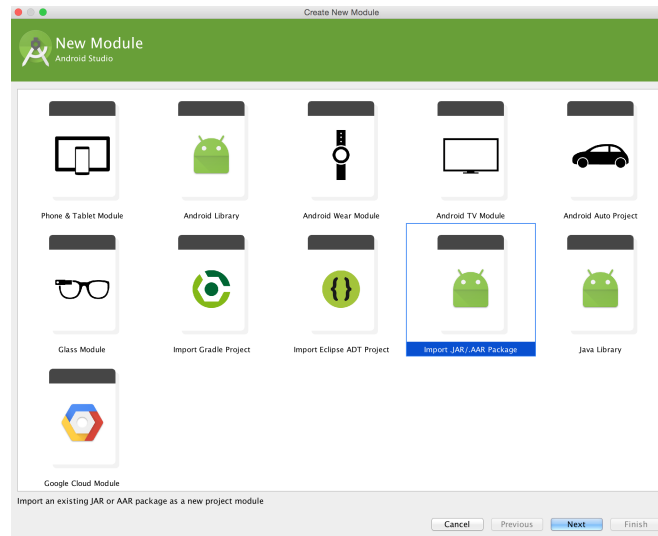 Create New Module
New Module
Android Studio
Phone & Tablet Module
Android Library
Android Wear Module
Android TV Module
Android Auto Project
Glass Module
Import Gradle Project
Import Eclipse ADT Project
Import .JAR/.AAR Package
Java Library
Google Cloud Module
Import an existing JAR or AAR package as a new project module
Cancel
Previous
Next
Finish